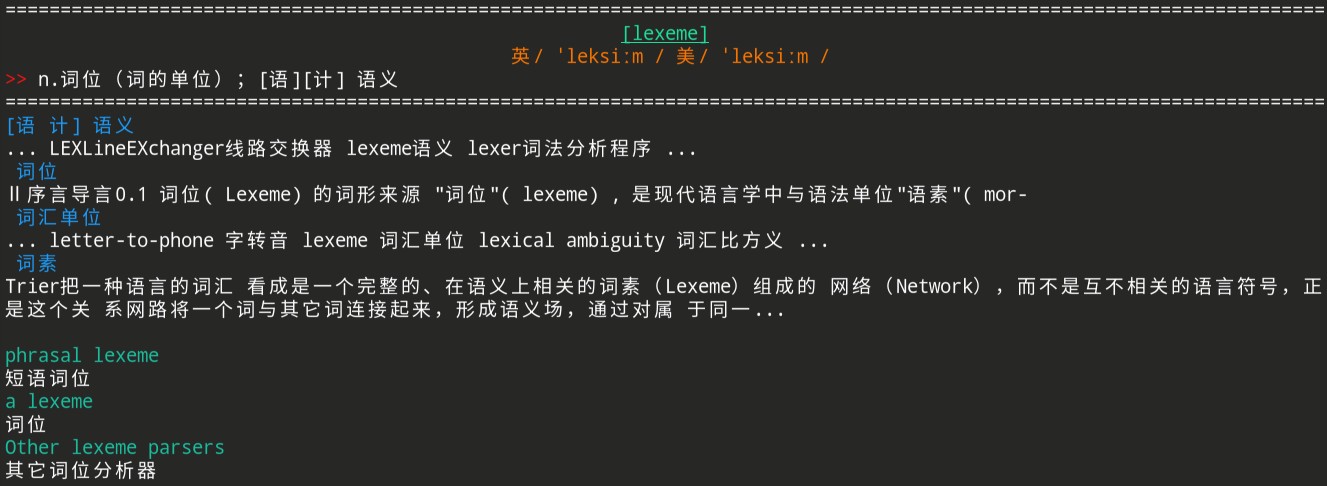 ========================================================================================================================
[lexeme]
英/ ˈleksiːm / 美/ ˈleksiːm /
>> n.词位（词的单位）；[语][计] 语义
========================================================================================================================
[语 计] 语义
... LEXLineEXchanger线路交换器 lexeme语义 lexer词法分析程序 ...
词位
Ⅱ序言导言0.1 词位( Lexeme) 的词形来源 "词位"( lexeme) , 是现代语言学中与语法单位"语素"( mor-
词汇单位
... letter-to-phone 字转音 lexeme 词汇单位 lexical ambiguity 词汇比方义 ...
词素
Trier把一种语言的词汇 看成是一个完整的、在语义上相关的词素（Lexeme）组成的 网络（Network），而不是互不相关的语言符号，正
是这个关 系网路将一个词与其它词连接起来，形成语义场，通过对属 于同一...
phrasal lexeme
短语词位
a lexeme
词位
Other lexeme parsers
其它词位分析器